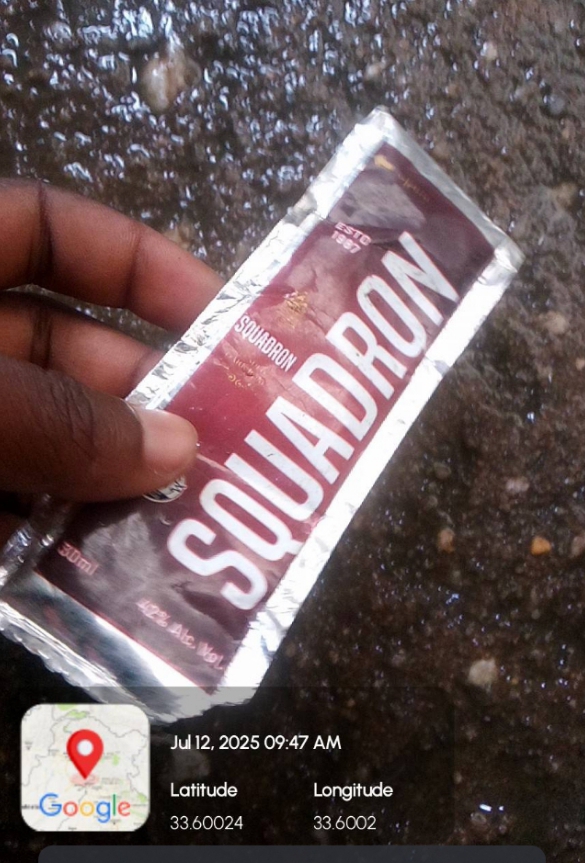 ESTD
1987
SQUADRON
SQUADRON
30ml
42% Alc. Vol.
Jul 12, 2025 09:47 AM
Latitude
Longitude
33.60024
33.6002
Google